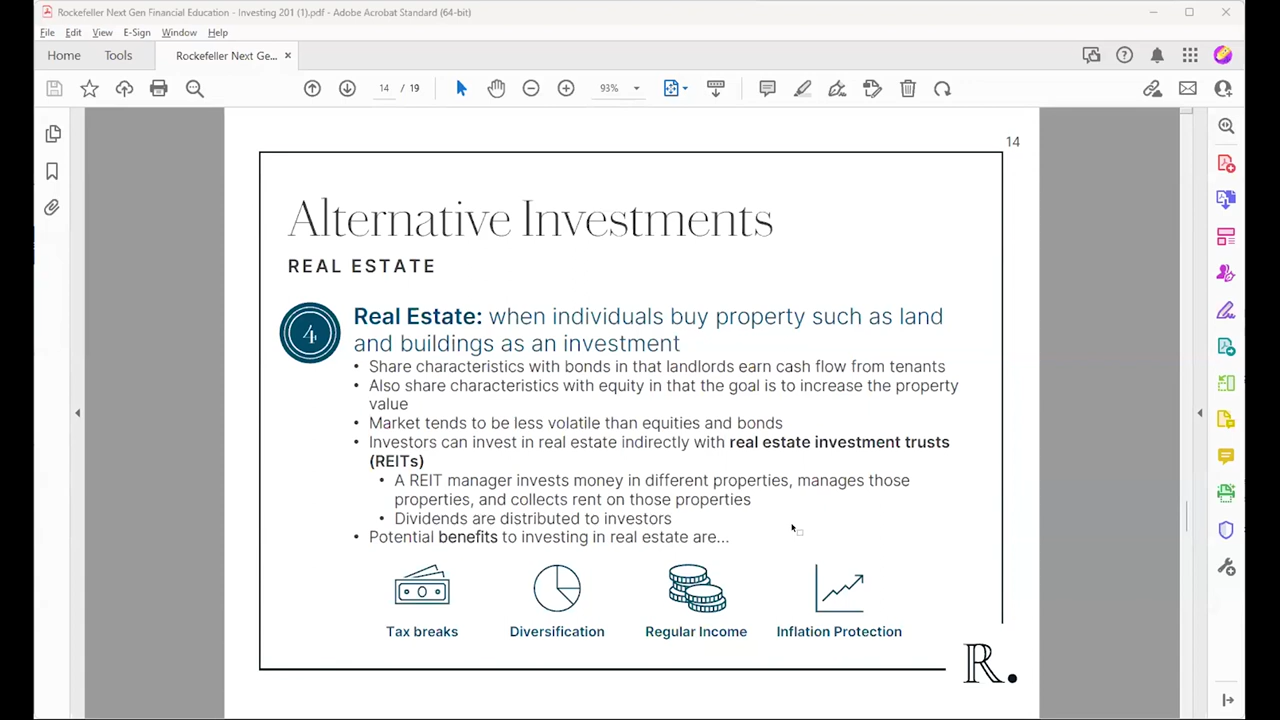 Rockefeller Next Gen Financial Education - Investing 201 (1).pdf - Adobe Acrobat Standard (64-bit)
File Edit View E-Sign Window Help
Home Tools Rockefeller Next Ge... ×
14 / 19 93%
14
Alternative Investments
REAL ESTATE
4
Real Estate: when individuals buy property such as land
and buildings as an investment
• Share characteristics with bonds in that landlords earn cash flow from tenants
• Also share characteristics with equity in that the goal is to increase the property
value
• Market tends to be less volatile than equities and bonds
• Investors can invest in real estate indirectly with real estate investment trusts
(REITs)
• A REIT manager invests money in different properties, manages those
properties, and collects rent on those properties
• Dividends are distributed to investors
• Potential benefits to investing in real estate are...
Tax breaks Diversification Regular Income Inflation Protection
R.